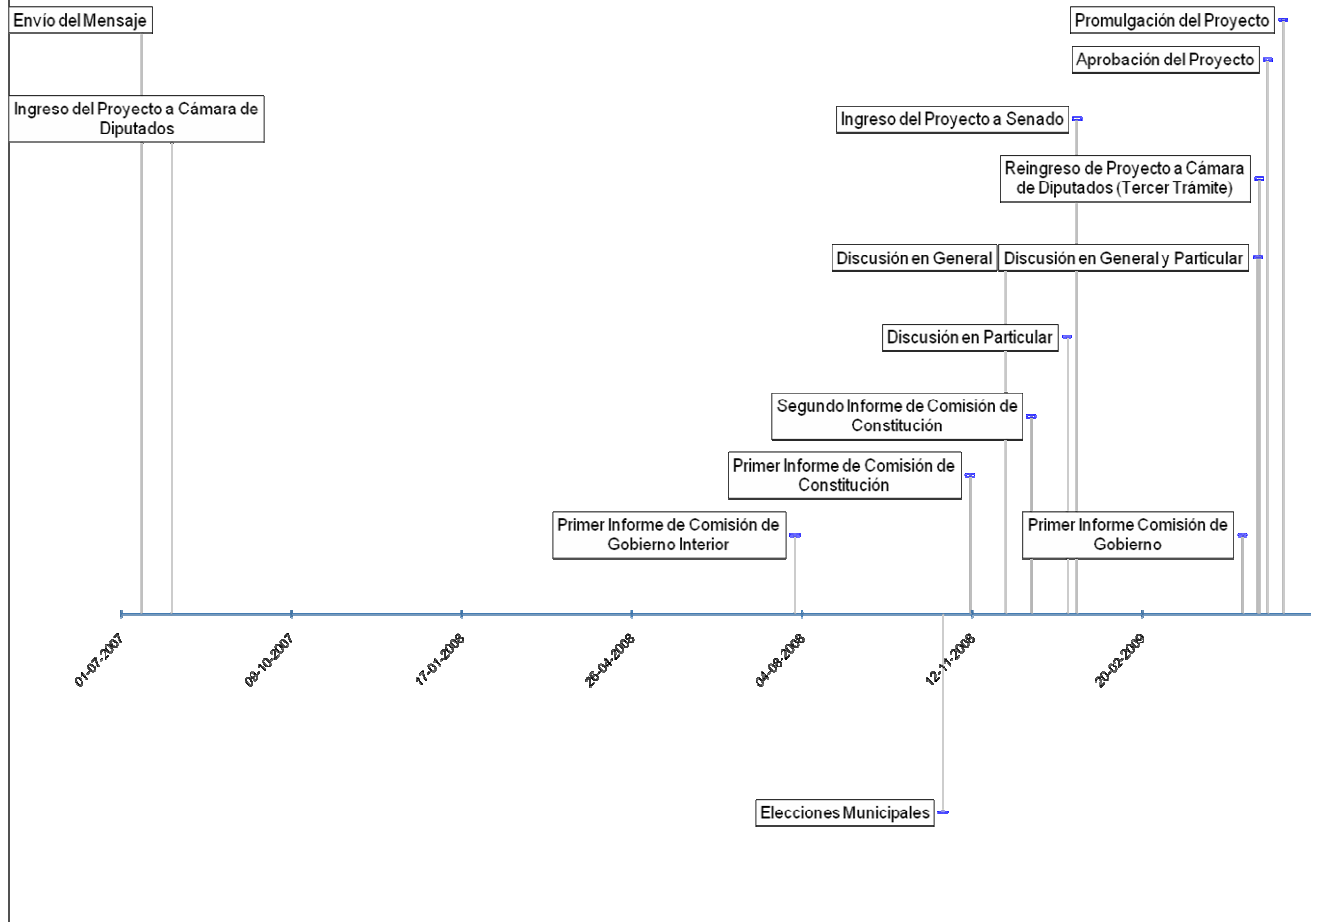 Envío del Mensaje
Promulgación del Proyecto
Aprobación del Proyecto
Ingreso del Proyecto a Cámara de
Diputados
Ingreso del Proyecto a Senado
Reingreso de Proyecto a Cámara
de Diputados (Tercer Trámite)
Discusión en General
Discusión en General y Particular
Discusión en Particular
Segundo Informe de Comisión de
Constitución
Primer Informe de Comisión de
Constitución
Primer Informe de Comisión de
Gobierno Interior
Primer Informe Comisión de
Gobierno
01-07-2007
09-10-2007
17-01-2008
26-04-2008
04-08-2008
12-11-2008
20-02-2009
Elecciones Municipales